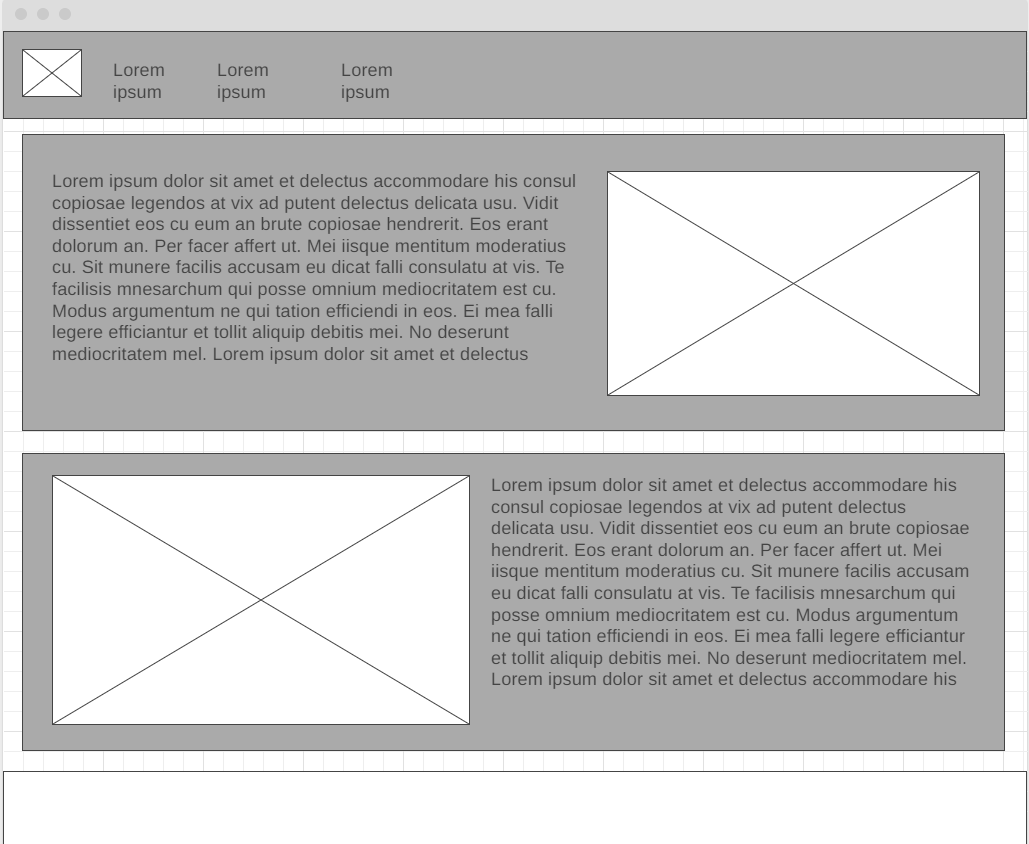 Lorem
ipsum
Lorem
ipsum
Lorem
ipsum
Lorem ipsum dolor sit amet et delectus accommodare his consul
copiosae legendos at vix ad putent delectus delicata usu. Vidit
dissentiet eos cu eum an brute copiosae hendrerit. Eos erant
dolorum an. Per facer affert ut. Mei iisque mentitum moderatius
cu. Sit munere facilis accusam eu dicat falli consulatu at vis. Te
facilisis mnesarchum qui posse omnium mediocritatem est cu.
Modus argumentum ne qui tation efficiendi in eos. Ei mea falli
legere efficiantur et tollit aliquip debitis mei. No deserunt
mediocritatem mel. Lorem ipsum dolor sit amet et delectus
Lorem ipsum dolor sit amet et delectus accommodare his
consul copiosae legendos at vix ad putent delectus
delicata usu. Vidit dissentiet eos cu eum an brute copiosae
hendrerit. Eos erant dolorum an. Per facer affert ut. Mei
iisque mentitum moderatius cu. Sit munere facilis accusam
eu dicat falli consulatu at vis. Te facilisis mnesarchum qui
posse omnium mediocritatem est cu. Modus argumentum
ne qui tation efficiendi in eos. Ei mea falli legere efficiantur
et tollit aliquip debitis mei. No deserunt mediocritatem mel.
Lorem ipsum dolor sit amet et delectus accommodare his